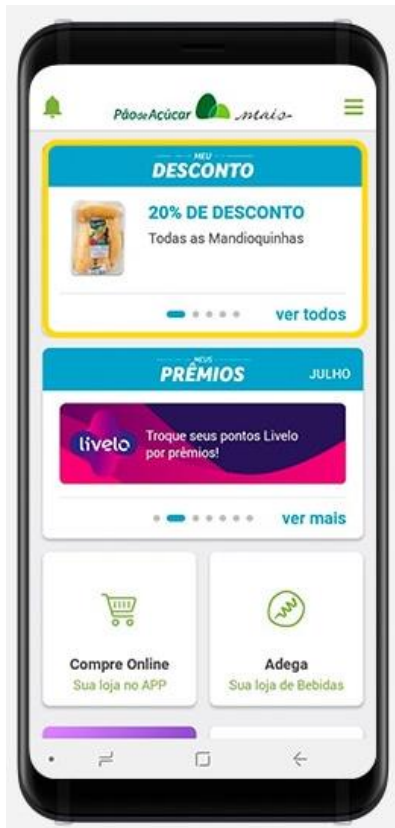 Pão de Açúcar mais
MEU
DESCONTO
20% DE DESCONTO
Todas as Mandioquinhas
ver todos
MEUS
PRÊMIOS
JULHO
livelo
Troque seus pontos Livelo
por prêmios!
ver mais
Compre Online
Sua loja no APP
Adega
Sua loja de Bebidas